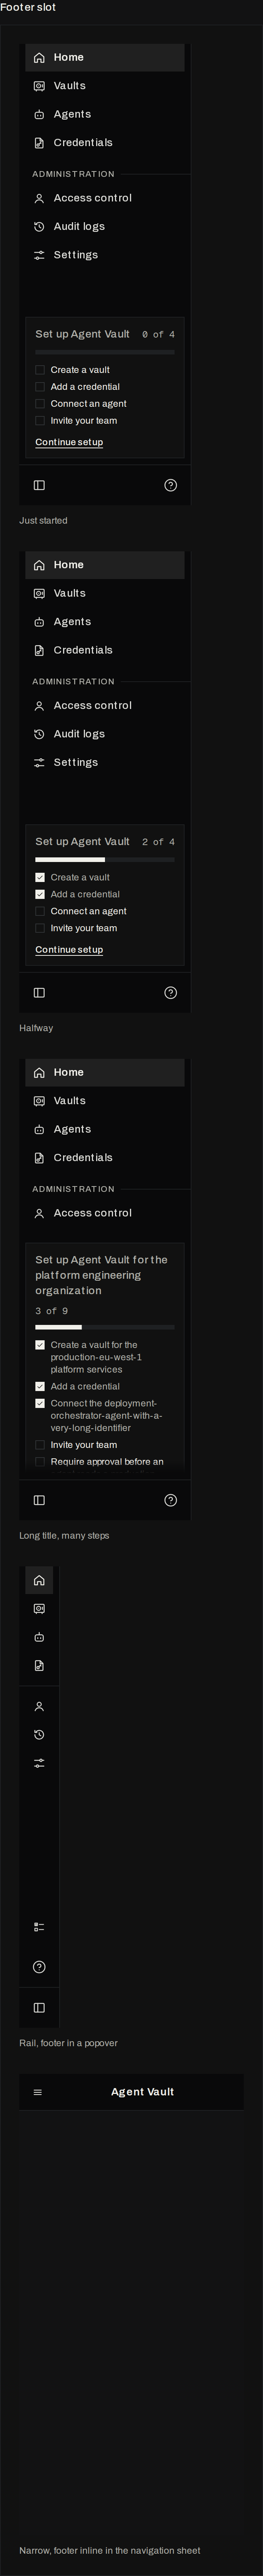 Footer slot
Home
Vaults
Agents
Credentials
ADMINISTRATION
Access control
Audit logs
Settings
Set up Agent Vault 0 of 4
Create a vault
Add a credential
Connect an agent
Invite your team
Continue setup
Just started
Home
Vaults
Agents
Credentials
ADMINISTRATION
Access control
Audit logs
Settings
Set up Agent Vault 2 of 4
Create a vault
Add a credential
Connect an agent
Invite your team
Continue setup
Halfway
Home
Vaults
Agents
Credentials
ADMINISTRATION
Access control
Set up Agent Vault for the
platform engineering
organization
3 of 9
Create a vault for the
production-eu-west-1
platform services
Add a credential
Connect the deployment-
orchestrator-agent-with-a-
very-long-identifier
Invite your team
Require approval before an
Long title, many steps
Rail, footer in a popover
Agent Vault
Narrow, footer inline in the navigation sheet